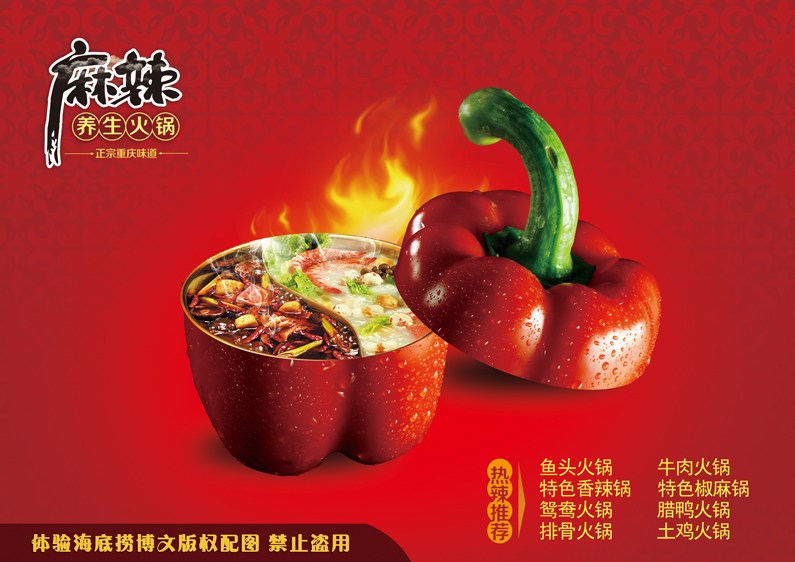 麻辣
养生火锅
正宗重庆味道
热辣推荐
鱼头火锅 牛肉火锅
特色香辣锅 特色椒麻锅
鸳鸯火锅 腊鸭火锅
排骨火锅 土鸡火锅
体验海底捞博文版权配图 禁止盗用